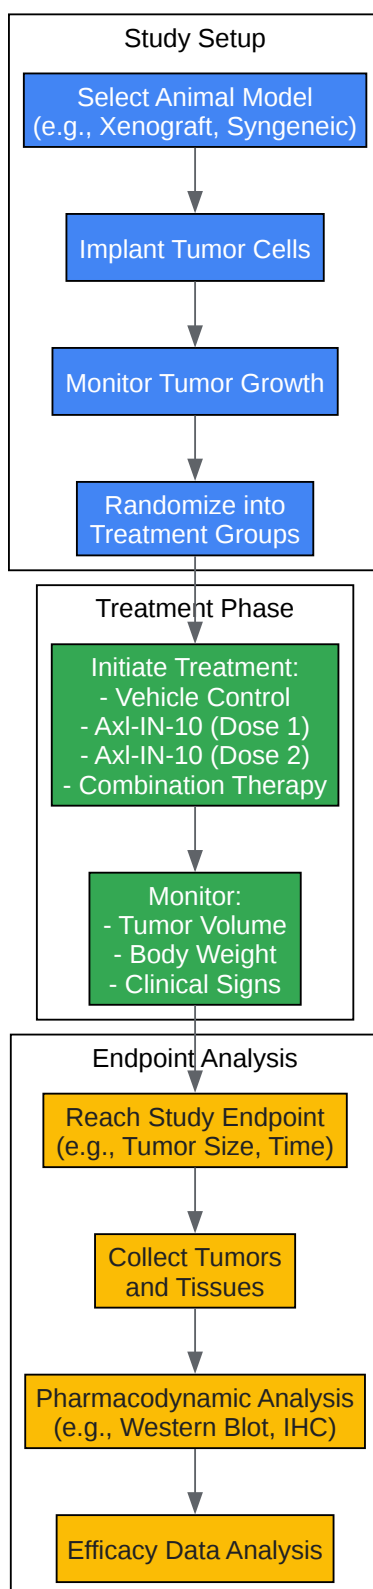 Study Setup
Select Animal Model
(e.g., Xenograft, Syngeneic)
Implant Tumor Cells
Monitor Tumor Growth
Randomize into
Treatment Groups
Treatment Phase
Initiate Treatment:
- Vehicle Control
- Axl-IN-10 (Dose 1)
- Axl-IN-10 (Dose 2)
- Combination Therapy
Monitor:
- Tumor Volume
- Body Weight
- Clinical Signs
Endpoint Analysis
Reach Study Endpoint
(e.g., Tumor Size, Time)
Collect Tumors
and Tissues
Pharmacodynamic Analysis
(e.g., Western Blot, IHC)
Efficacy Data Analysis